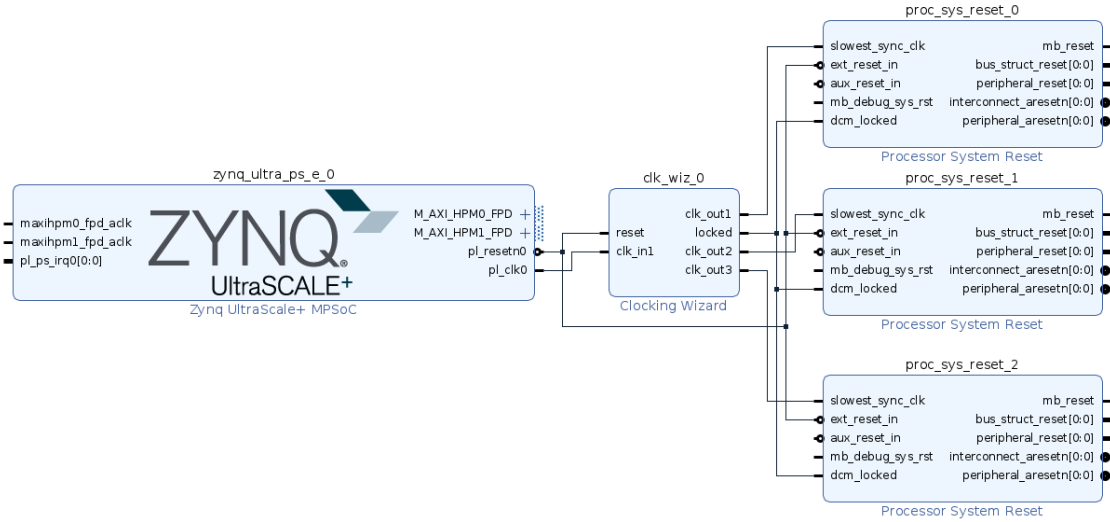 proc_sys_reset_0
slowest_sync_clk mb_reset
ext_reset_in bus_struct_reset[0:0]
aux_reset_in peripheral_reset[0:0]
mb_debug_sys_rst interconnect_aresetn[0:0]
dcm_locked peripheral_aresetn[0:0]
Processor System Reset
zynq_ultra_ps_e_0
maxihpm0_fpd_aclk
maxihpm1_fpd_aclk
pl_ps_irq0[0:0]
ZYNQ®
UltraSCALE+
M_AXI_HPM0_FPD
M_AXI_HPM1_FPD
pl_resetn0
pl_clk0
Zynq UltraScale+ MPSoC
clk_wiz_0
reset
clk_in1
clk_out1
locked
clk_out2
clk_out3
Clocking Wizard
proc_sys_reset_1
slowest_sync_clk mb_reset
ext_reset_in bus_struct_reset[0:0]
aux_reset_in peripheral_reset[0:0]
mb_debug_sys_rst interconnect_aresetn[0:0]
dcm_locked peripheral_aresetn[0:0]
Processor System Reset
proc_sys_reset_2
slowest_sync_clk mb_reset
ext_reset_in bus_struct_reset[0:0]
aux_reset_in peripheral_reset[0:0]
mb_debug_sys_rst interconnect_aresetn[0:0]
dcm_locked peripheral_aresetn[0:0]
Processor System Reset